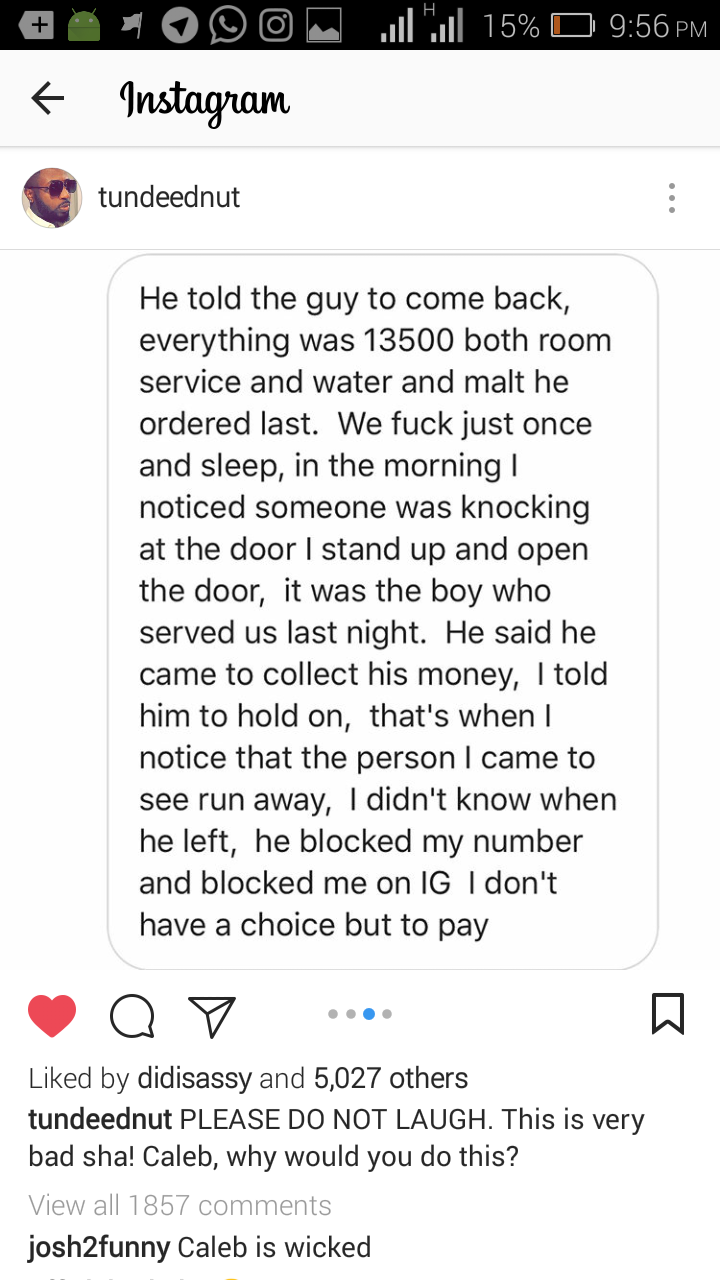 H
15%
9:56 PM
Instagram
tundeednut
He told the guy to come back,
everything was 13500 both room
service and water and malt he
ordered last.  We fuck just once
and sleep, in the morning I
noticed someone was knocking
at the door I stand up and open
the door,  it was the boy who
served us last night.  He said he
came to collect his money,  I told
him to hold on,  that's when I
notice that the person I came to
see run away,  I didn't know when
he left,  he blocked my number
and blocked me on IG  I don't
have a choice but to pay
Liked by didisassy and 5,027 others
tundeednut PLEASE DO NOT LAUGH. This is very
bad sha! Caleb, why would you do this?
View all 1857 comments
josh2funny Caleb is wicked